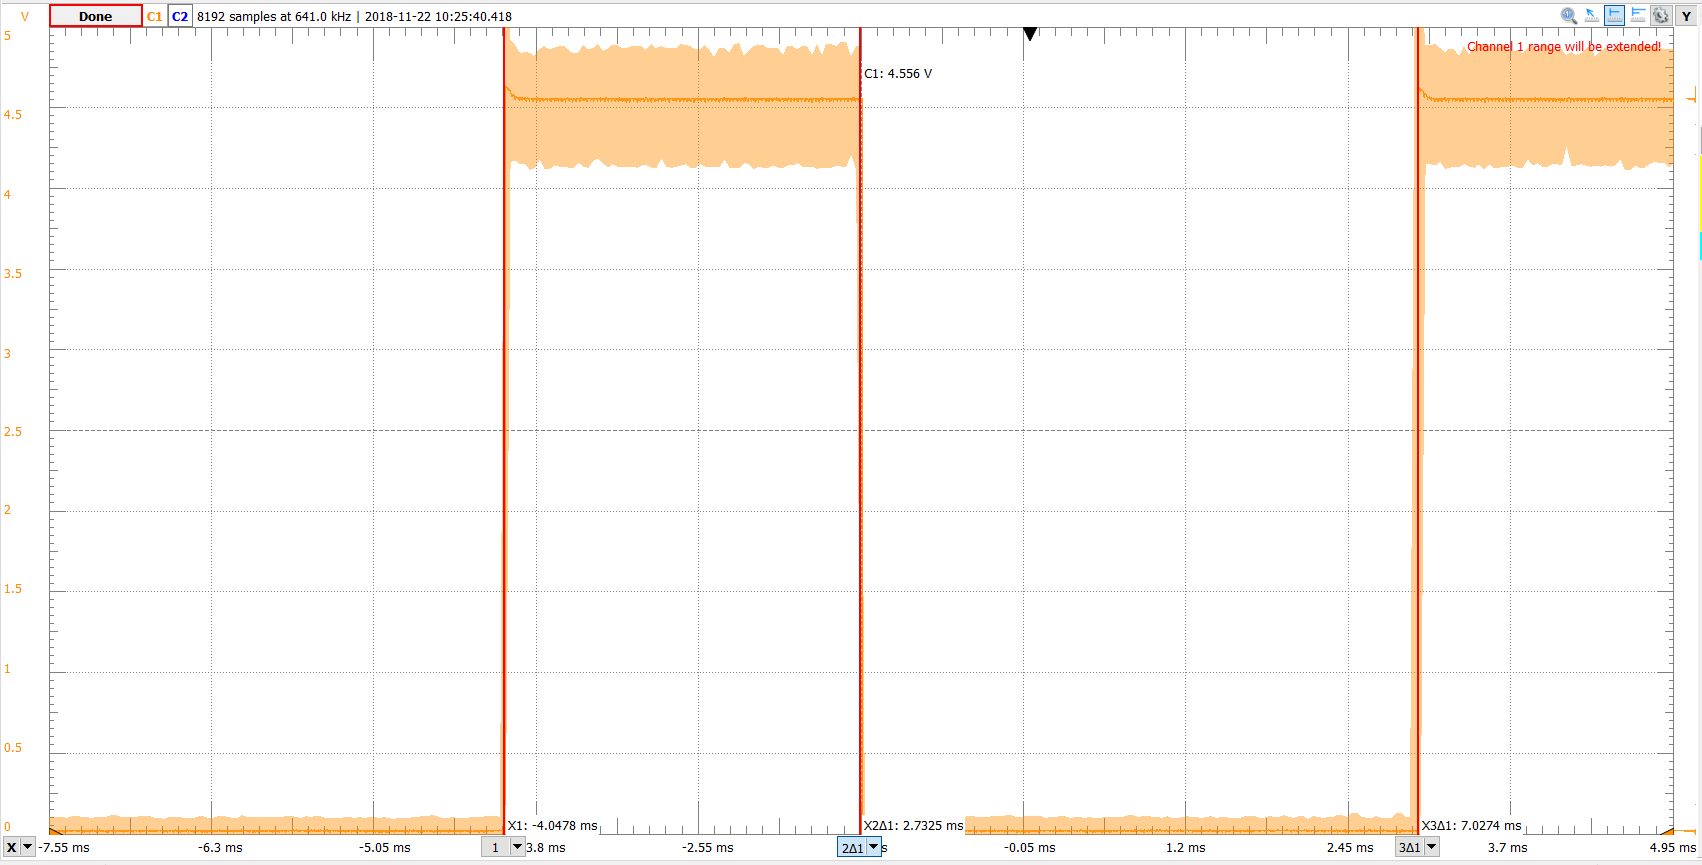 V Done C1 C2 8192 samples at 641.0 kHz | 2018-11-22 10:25:40.418 Y
5
Channel 1 range will be extended!
C1: 4.556 V
4.5
4
3.5
3
2.5
2
1.5
1
0.5
0
X1: -4.0478 ms X2Δ1: 2.7325 ms X3Δ1: 7.0274 ms
X -7.55 ms -6.3 ms -5.05 ms 1 3.8 ms -2.55 ms 2Δ1 s -0.05 ms 1.2 ms 2.45 ms 3Δ1 3.7 ms 4.95 ms